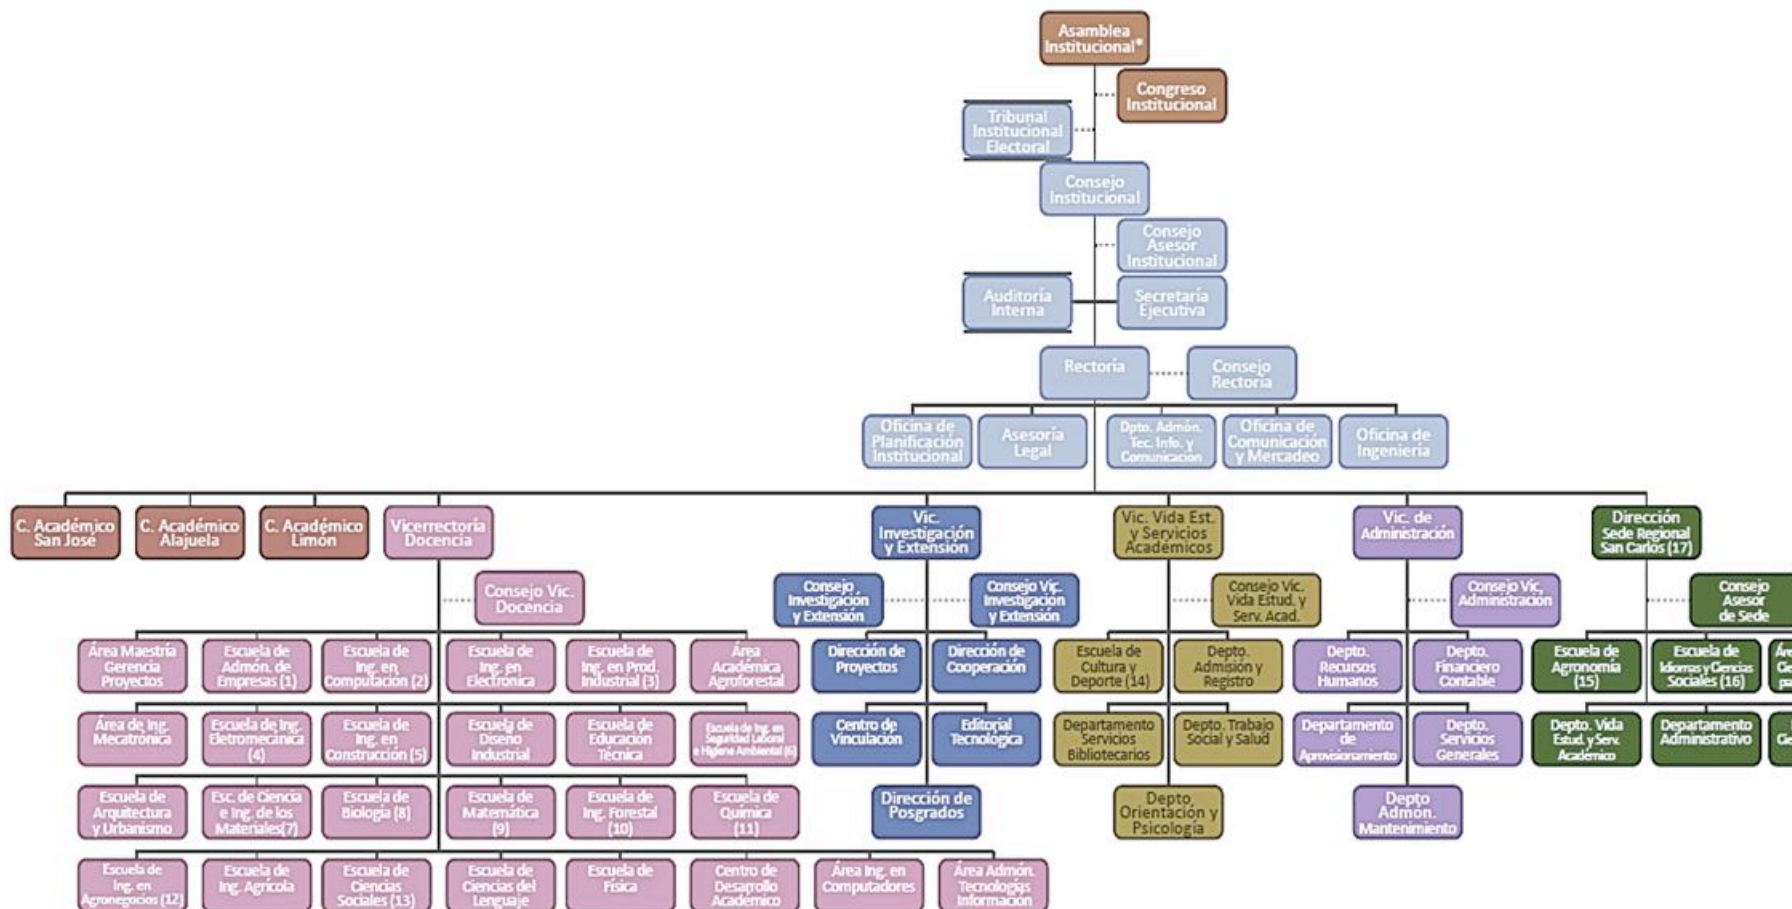 Asamblea
Institucional*
Congreso
Institucional
Tribunal
Institucional
Electoral
Consejo
Institucional
Consejo
Asesor
Institucional
Auditoría
Interna
Secretaría
Ejecutiva
Rectoría
Consejo
Rectoría
Oficina de
Planificación
Institucional
Asesoría
Legal
Dpto. Admón.
Tec. Info. y
Comunicación
Oficina de
Comunicación
y Mercadeo
Oficina de
Ingeniería
C. Académico
San José
C. Académico
Alajuela
C. Académico
Limón
Vicerrectoría
Docencia
Vic.
Investigación
y Extensión
Vic. Vida Est.
y Servicios
Académicos
Vic. de
Administración
Dirección
Sede Regional
San Carlos (17)
Consejo Vic.
Docencia
Consejo
Investigación
y Extensión
Consejo Vic.
Investigación
y Extensión
Consejo Vic.
Vida Estud. y
Serv. Acad.
Consejo Vic,
Administración
Consejo
Asesor
de Sede
Área Maestría
Gerencia
Proyectos
Escuela de
Admón. de
Empresas (1)
Escuela de
Ing. en
Computación (2)
Escuela de
Ing. en
Electrónica
Escuela de
Ing. en Prod.
Industrial (3)
Área
Académica
Agroforestal
Dirección de
Proyectos
Dirección de
Cooperación
Escuela de
Cultura y
Deporte (14)
Depto.
Admisión y
Registro
Depto.
Recursos
Humanos
Depto.
Financiero
Contable
Escuela de
Agronomía
(15)
Escuela de
Idiomas y Ciencias
Sociales (16)
Área de Ing.
Mecatrónica
Escuela de Ing.
Eletromecánica
(4)
Escuela de
Ing. en
Construcción (5)
Escuela de
Diseño
Industrial
Escuela de
Educación
Técnica
Escuela de Ing. en
Seguridad Laboral
e Higiene Ambiental (6)
Centro de
Vinculación
Editorial
Tecnológica
Departamento
Servicios
Bibliotecarios
Depto. Trabajo
Social y Salud
Departamento
de
Aprovisionamiento
Depto.
Servicios
Generales
Depto. Vida
Estud. y Serv.
Académico
Departamento
Administrativo
Escuela de
Arquitectura
y Urbanismo
Esc. de Ciencia
e Ing. de los
Materiales(7)
Escuela de
Biología (8)
Escuela de
Matemática
(9)
Escuela de
Ing. Forestal
(10)
Escuela de
Química
(11)
Dirección de
Posgrados
Depto
Orientación y
Psicología
Depto
Admón.
Mantenimiento
Escuela de
Ing. en
Agronegocios (12)
Escuela de
Ing. Agrícola
Escuela de
Ciencias
Sociales (13)
Escuela de
Ciencias del
Lenguaje
Escuela de
Física
Centro de
Desarrollo
Académico
Área Ing. en
Computadores
Área Admón.
Tecnologías
Información